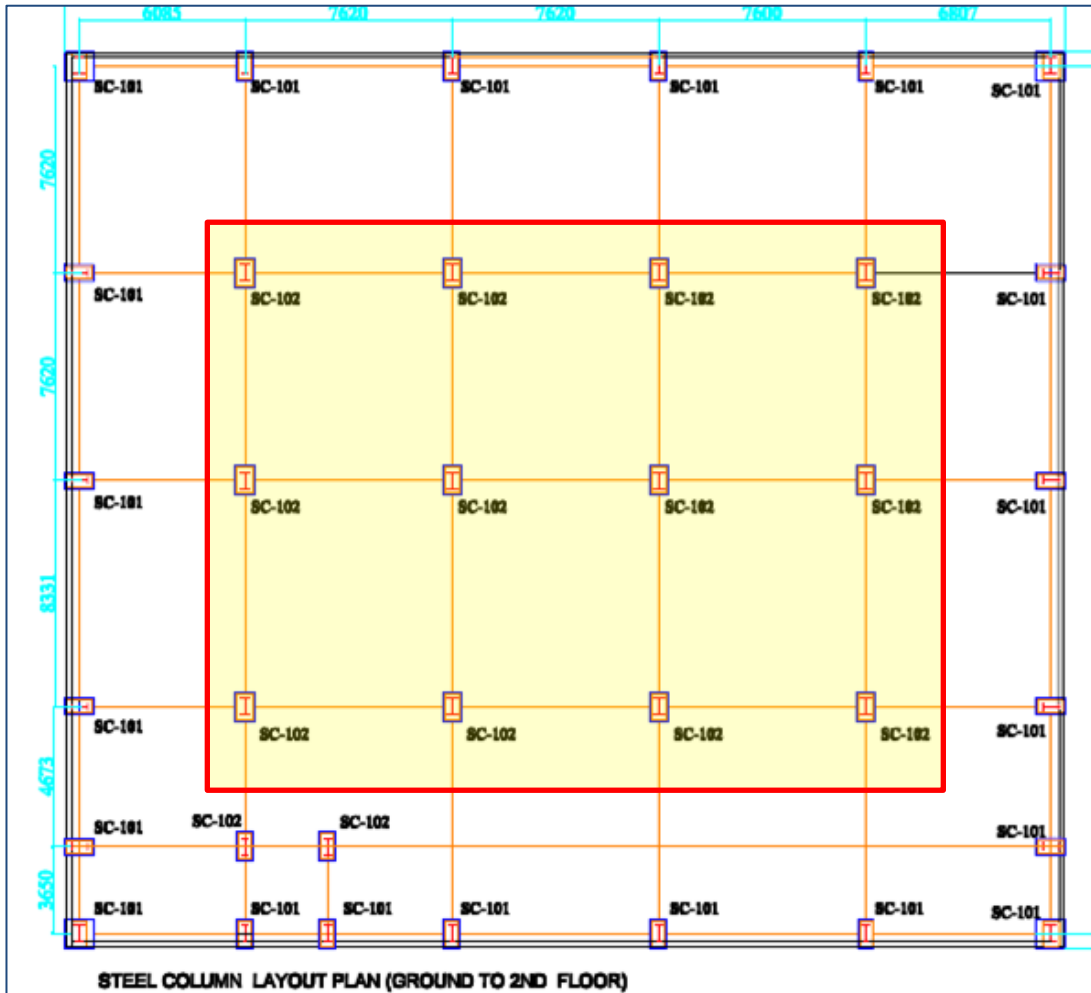 6085 7620 7620 7600 6807
SC-101 SC-101 SC-101 SC-101 SC-101 SC-101
7620
SC-101 SC-102 SC-102 SC-102 SC-102 SC-101
7620
SC-101 SC-102 SC-102 SC-102 SC-102 SC-101
8331
SC-101 SC-102 SC-102 SC-102 SC-102 SC-101
4673
SC-101 SC-102 SC-102 SC-101
3650
SC-101 SC-101 SC-101 SC-101 SC-101 SC-101 SC-101
STEEL COLUMN LAYOUT PLAN (GROUND TO 2ND FLOOR)